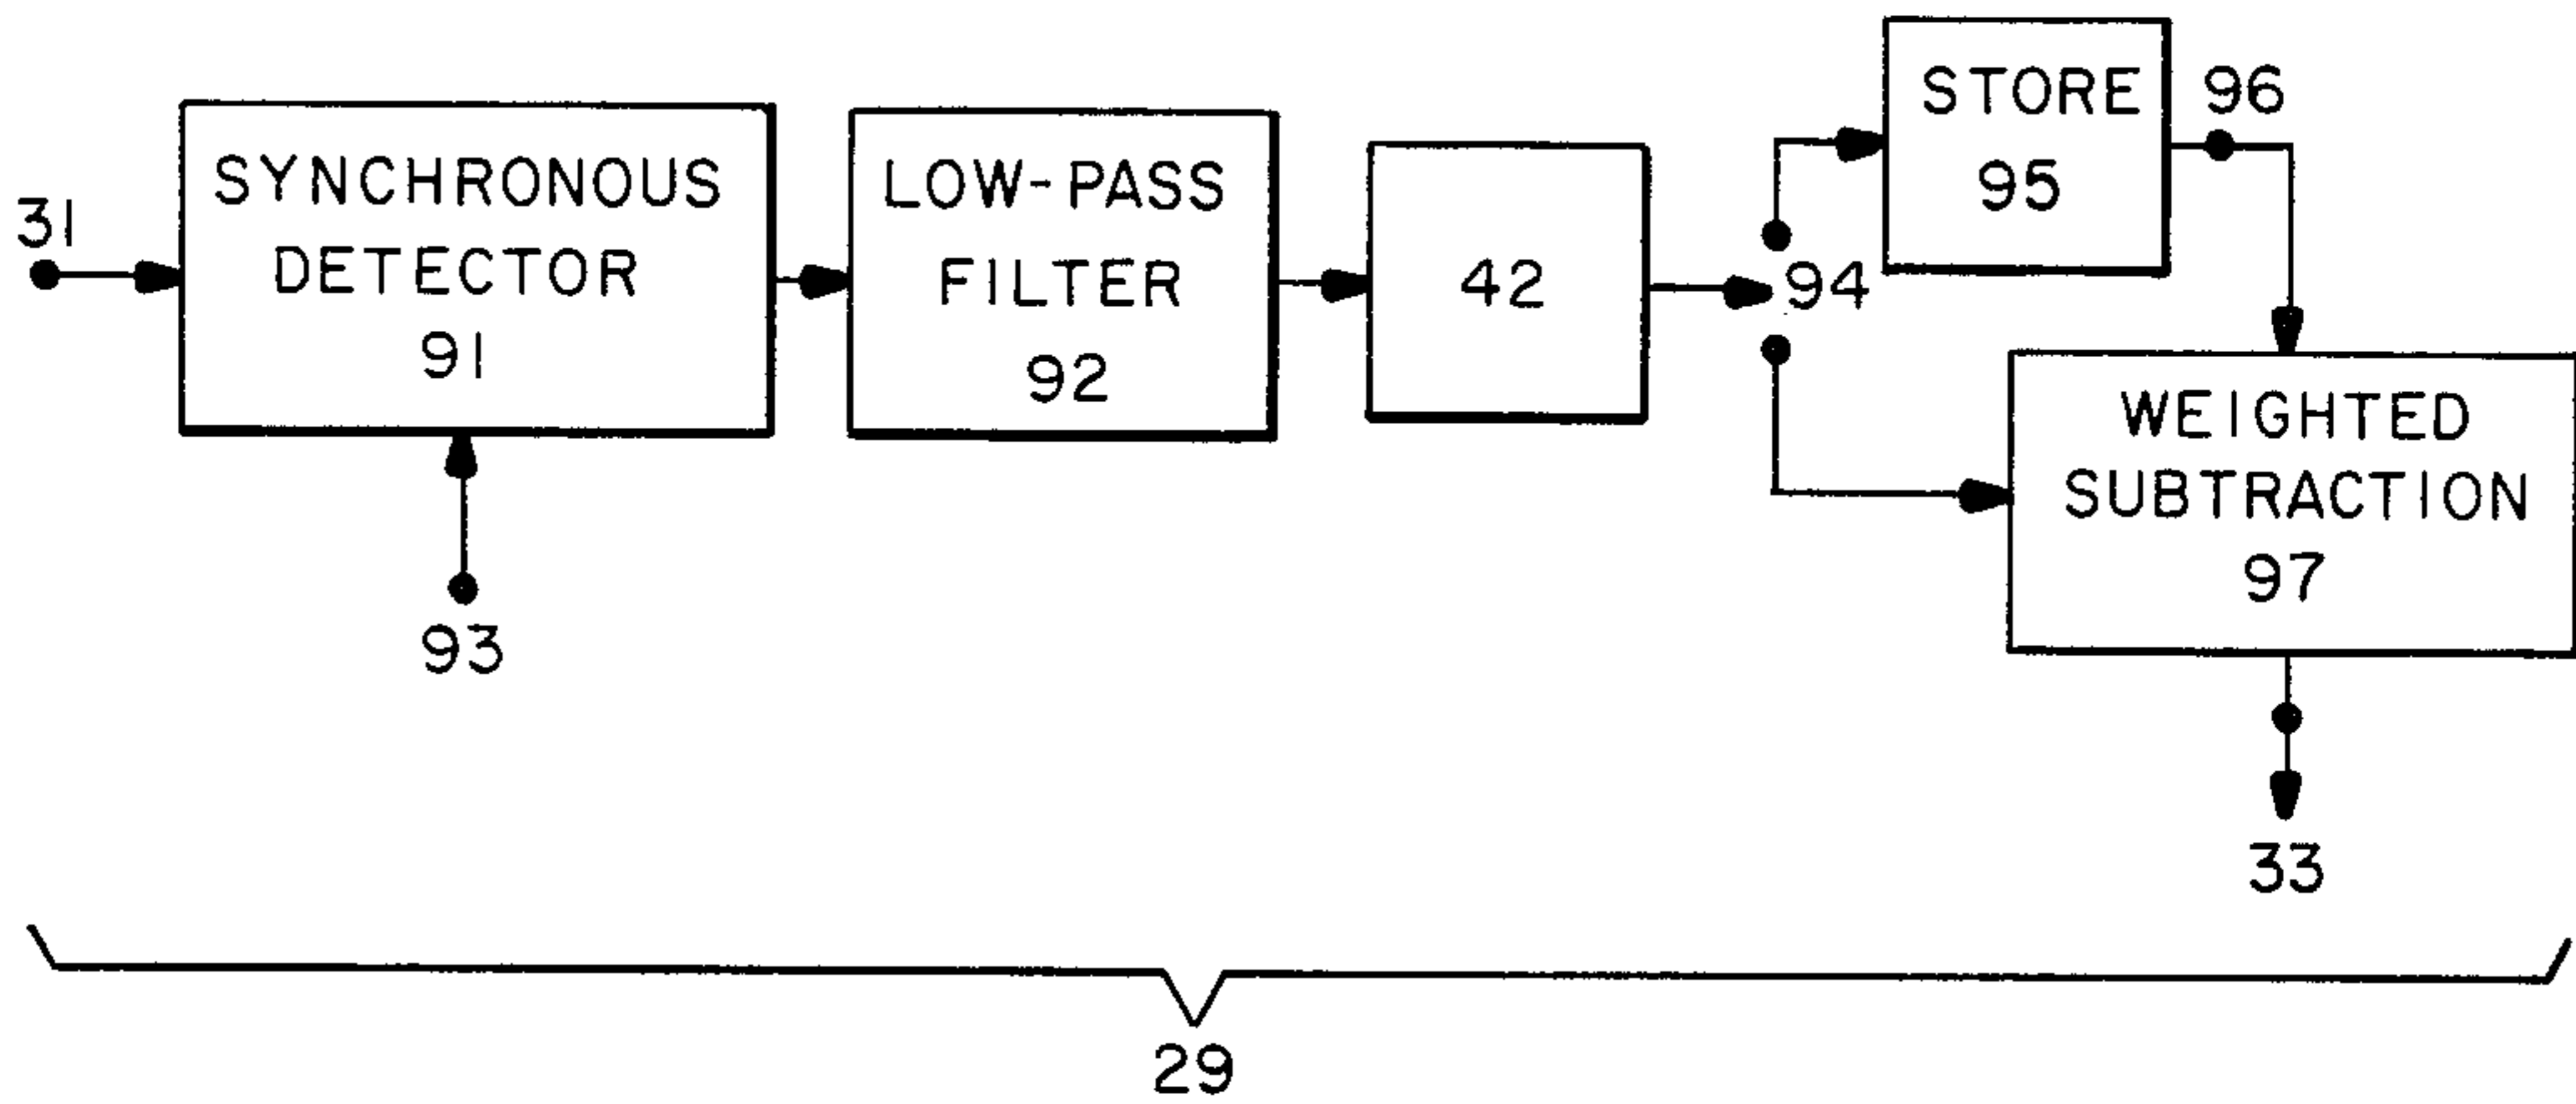 31
SYNCHRONOUS
DETECTOR
91
93
LOW-PASS
FILTER
92
42
94
STORE
95
96
WEIGHTED
SUBTRACTION
97
33
29